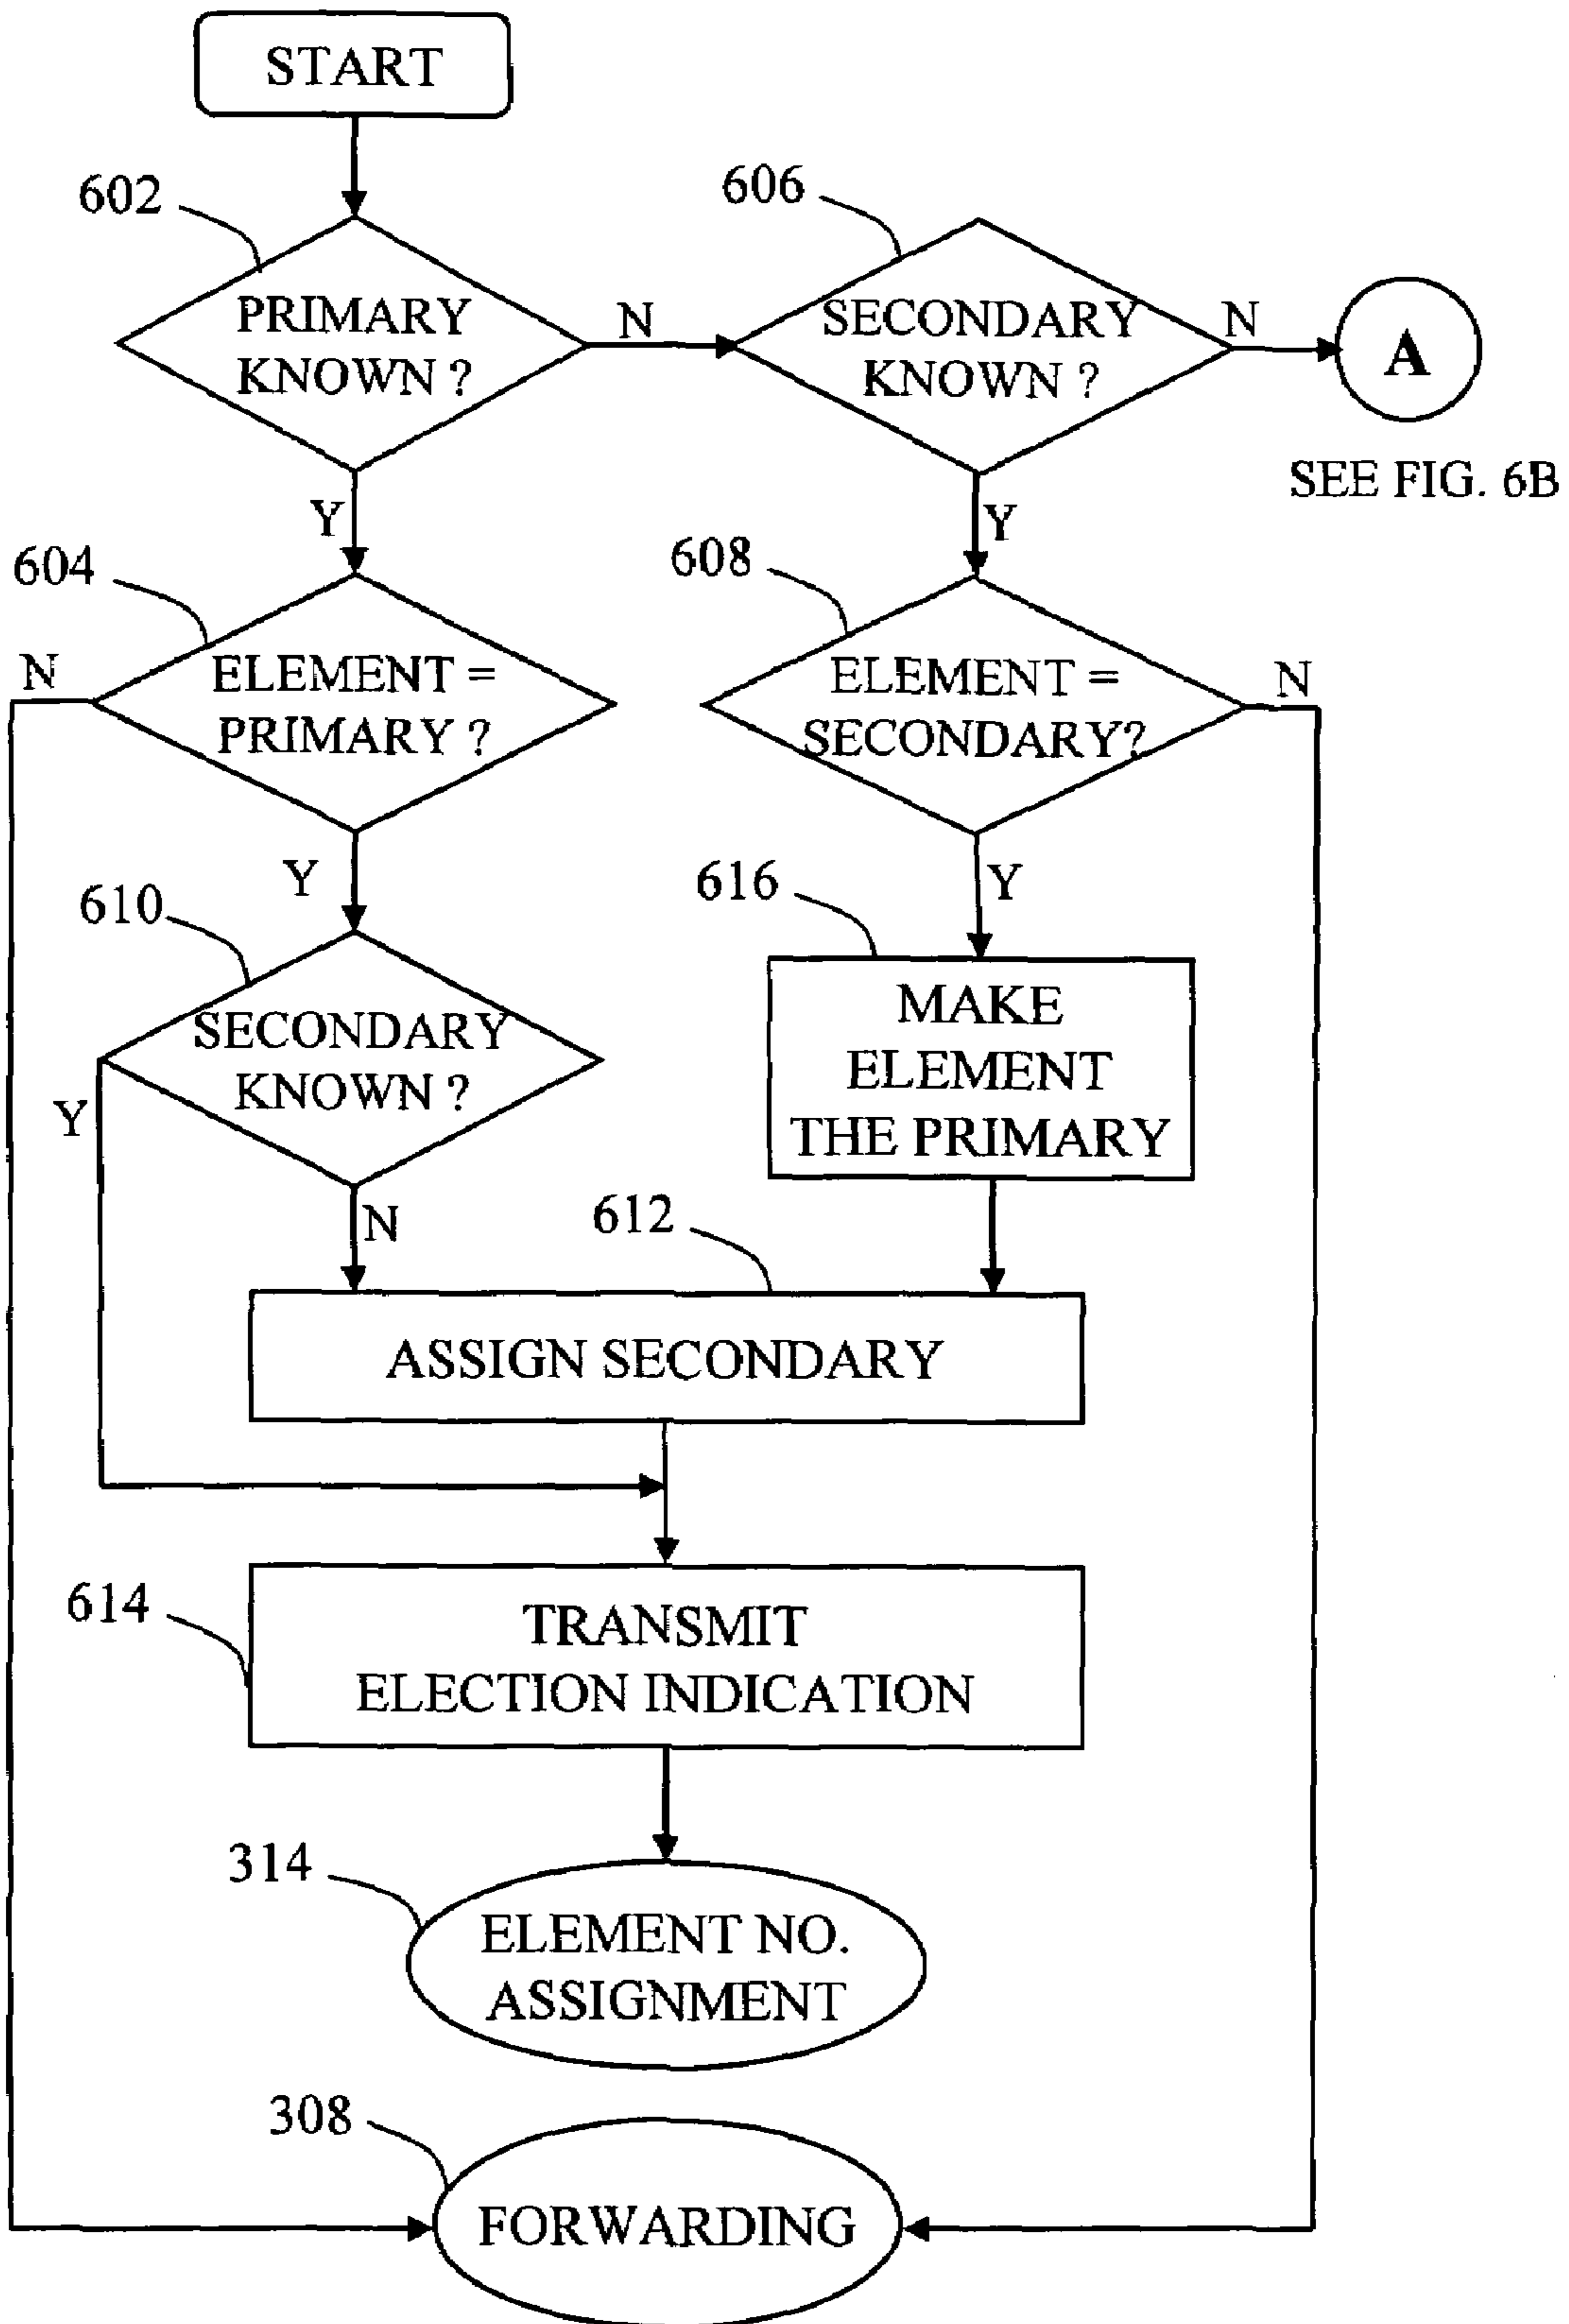 START
602
606
PRIMARY
KNOWN ?
N
SECONDARY
KNOWN ?
N
A
SEE FIG. 6B
Y
Y
604
608
N
ELEMENT =
PRIMARY ?
ELEMENT =
SECONDARY?
N
Y
Y
610
616
SECONDARY
KNOWN ?
MAKE
ELEMENT
THE PRIMARY
Y
N
612
ASSIGN SECONDARY
614
TRANSMIT
ELECTION INDICATION
314
ELEMENT NO.
ASSIGNMENT
308
FORWARDING